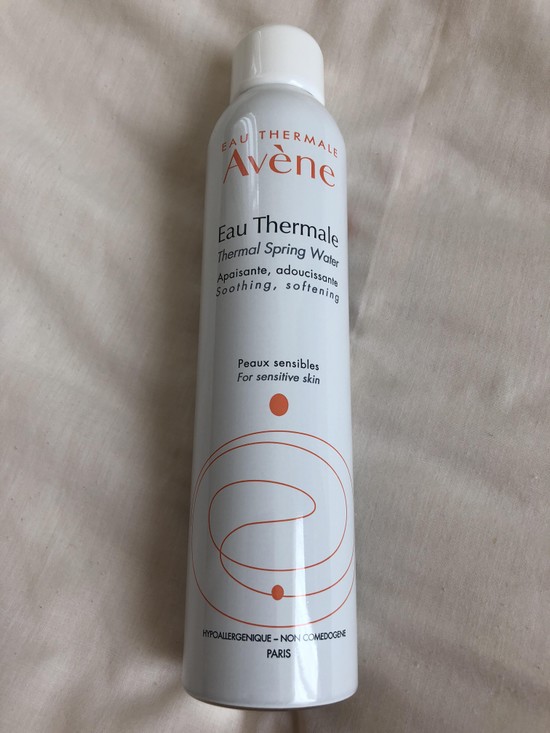 EAU THERMALE
Avène
Eau Thermale
Thermal Spring Water
Apaisante, adoucissante
Soothing, softening
Peaux sensibles
For sensitive skin
HYPOALLERGENIQUE – NON COMEDOGENE
PARIS